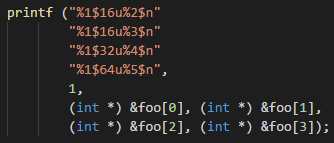 printf ("%1$16u%2$n"
"%1$16u%3$n"
"%1$32u%4$n"
"%1$64u%5$n",
1,
(int *) &foo[0], (int *) &foo[1],
(int *) &foo[2], (int *) &foo[3]);